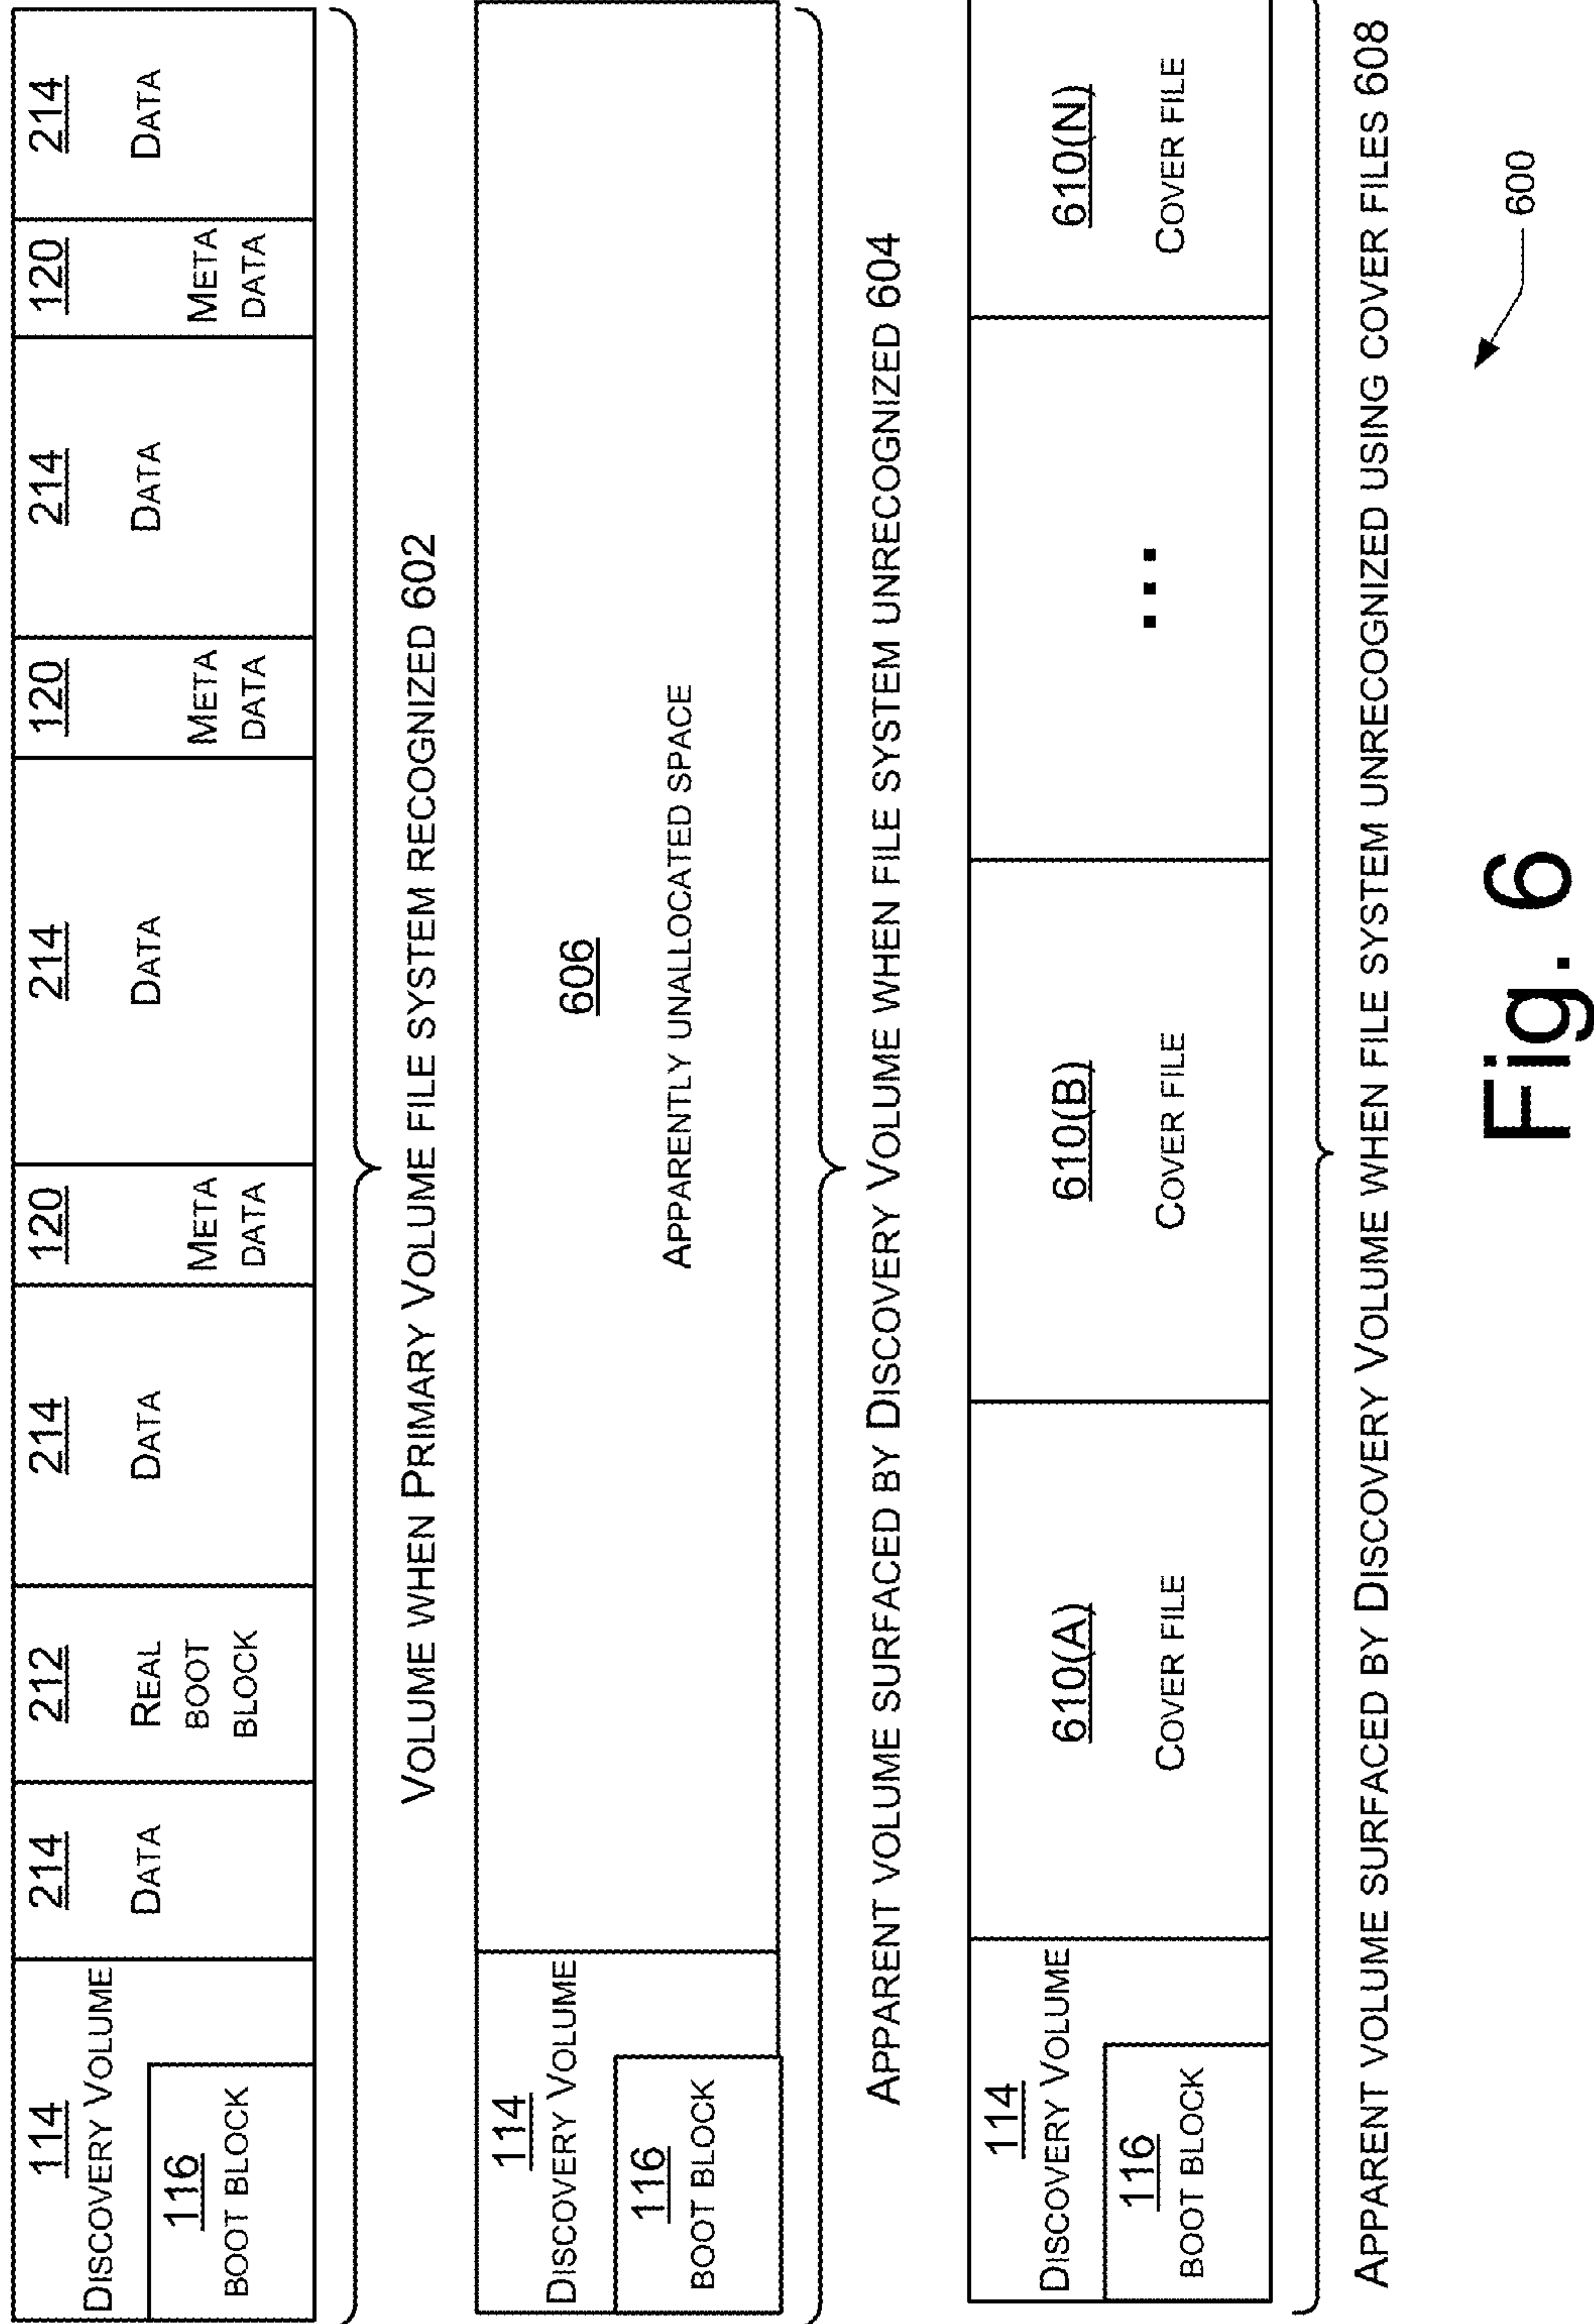 114
DISCOVERY VOLUME
116
BOOT BLOCK
214
DATA
212
REAL
BOOT
BLOCK
214
DATA
120
META
DATA
214
DATA
120
META
DATA
214
DATA
120
META
DATA
214
DATA
VOLUME WHEN PRIMARY VOLUME FILE SYSTEM RECOGNIZED 602
114
DISCOVERY VOLUME
116
BOOT BLOCK
606
APPARENTLY UNALLOCATED SPACE
APPARENT VOLUME SURFACED BY DISCOVERY VOLUME WHEN FILE SYSTEM UNRECOGNIZED 604
114
DISCOVERY VOLUME
116
BOOT BLOCK
610(A)
COVER FILE
610(B)
COVER FILE
...
610(N)
COVER FILE
APPARENT VOLUME SURFACED BY DISCOVERY VOLUME WHEN FILE SYSTEM UNRECOGNIZED USING COVER FILES 608
600
Fig. 6